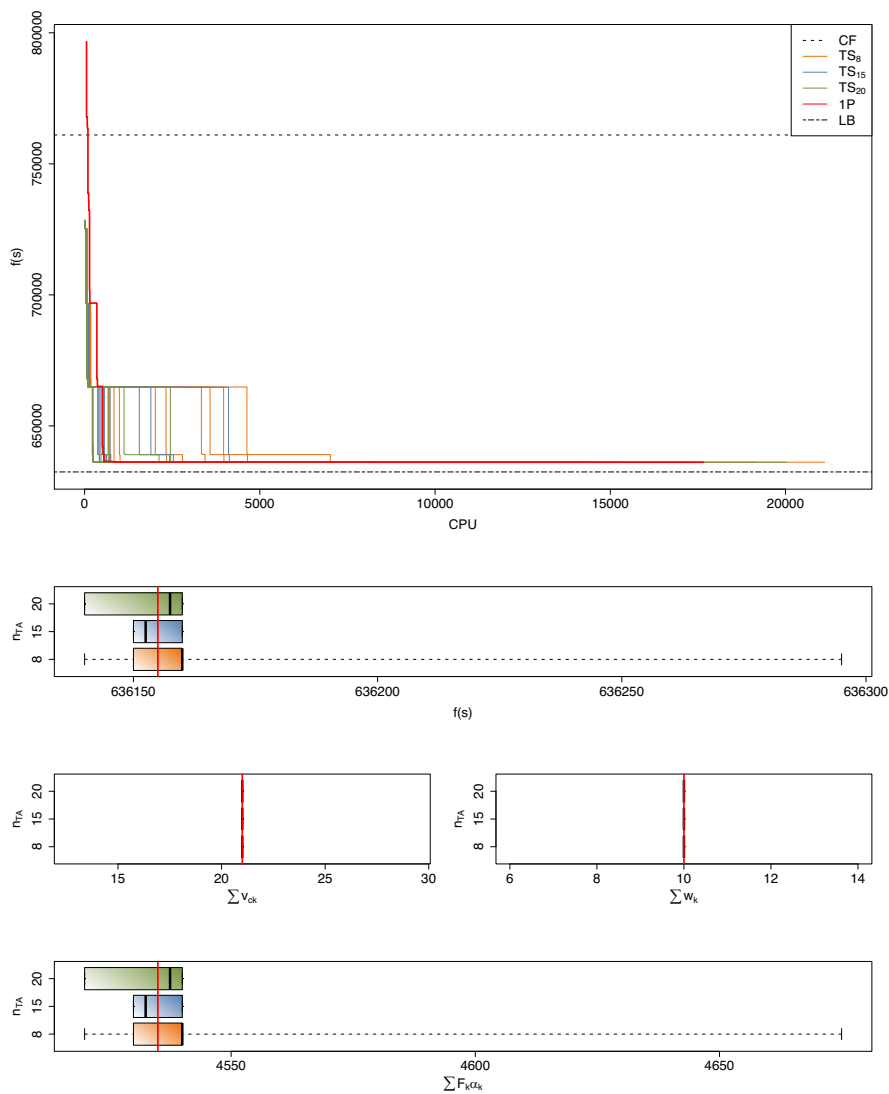 CF
TS8
TS15
TS20
1P
LB
f(s)
800000
750000
700000
650000
0 5000 10000 15000 20000
CPU
nTA
20
15
8
636150 636200 636250 636300
f(s)
nTA
20
15
8
15 20 25 30
∑ vck
nTA
20
15
8
6 8 10 12 14
∑ wk
nTA
20
15
8
4550 4600 4650
∑ Fkαk